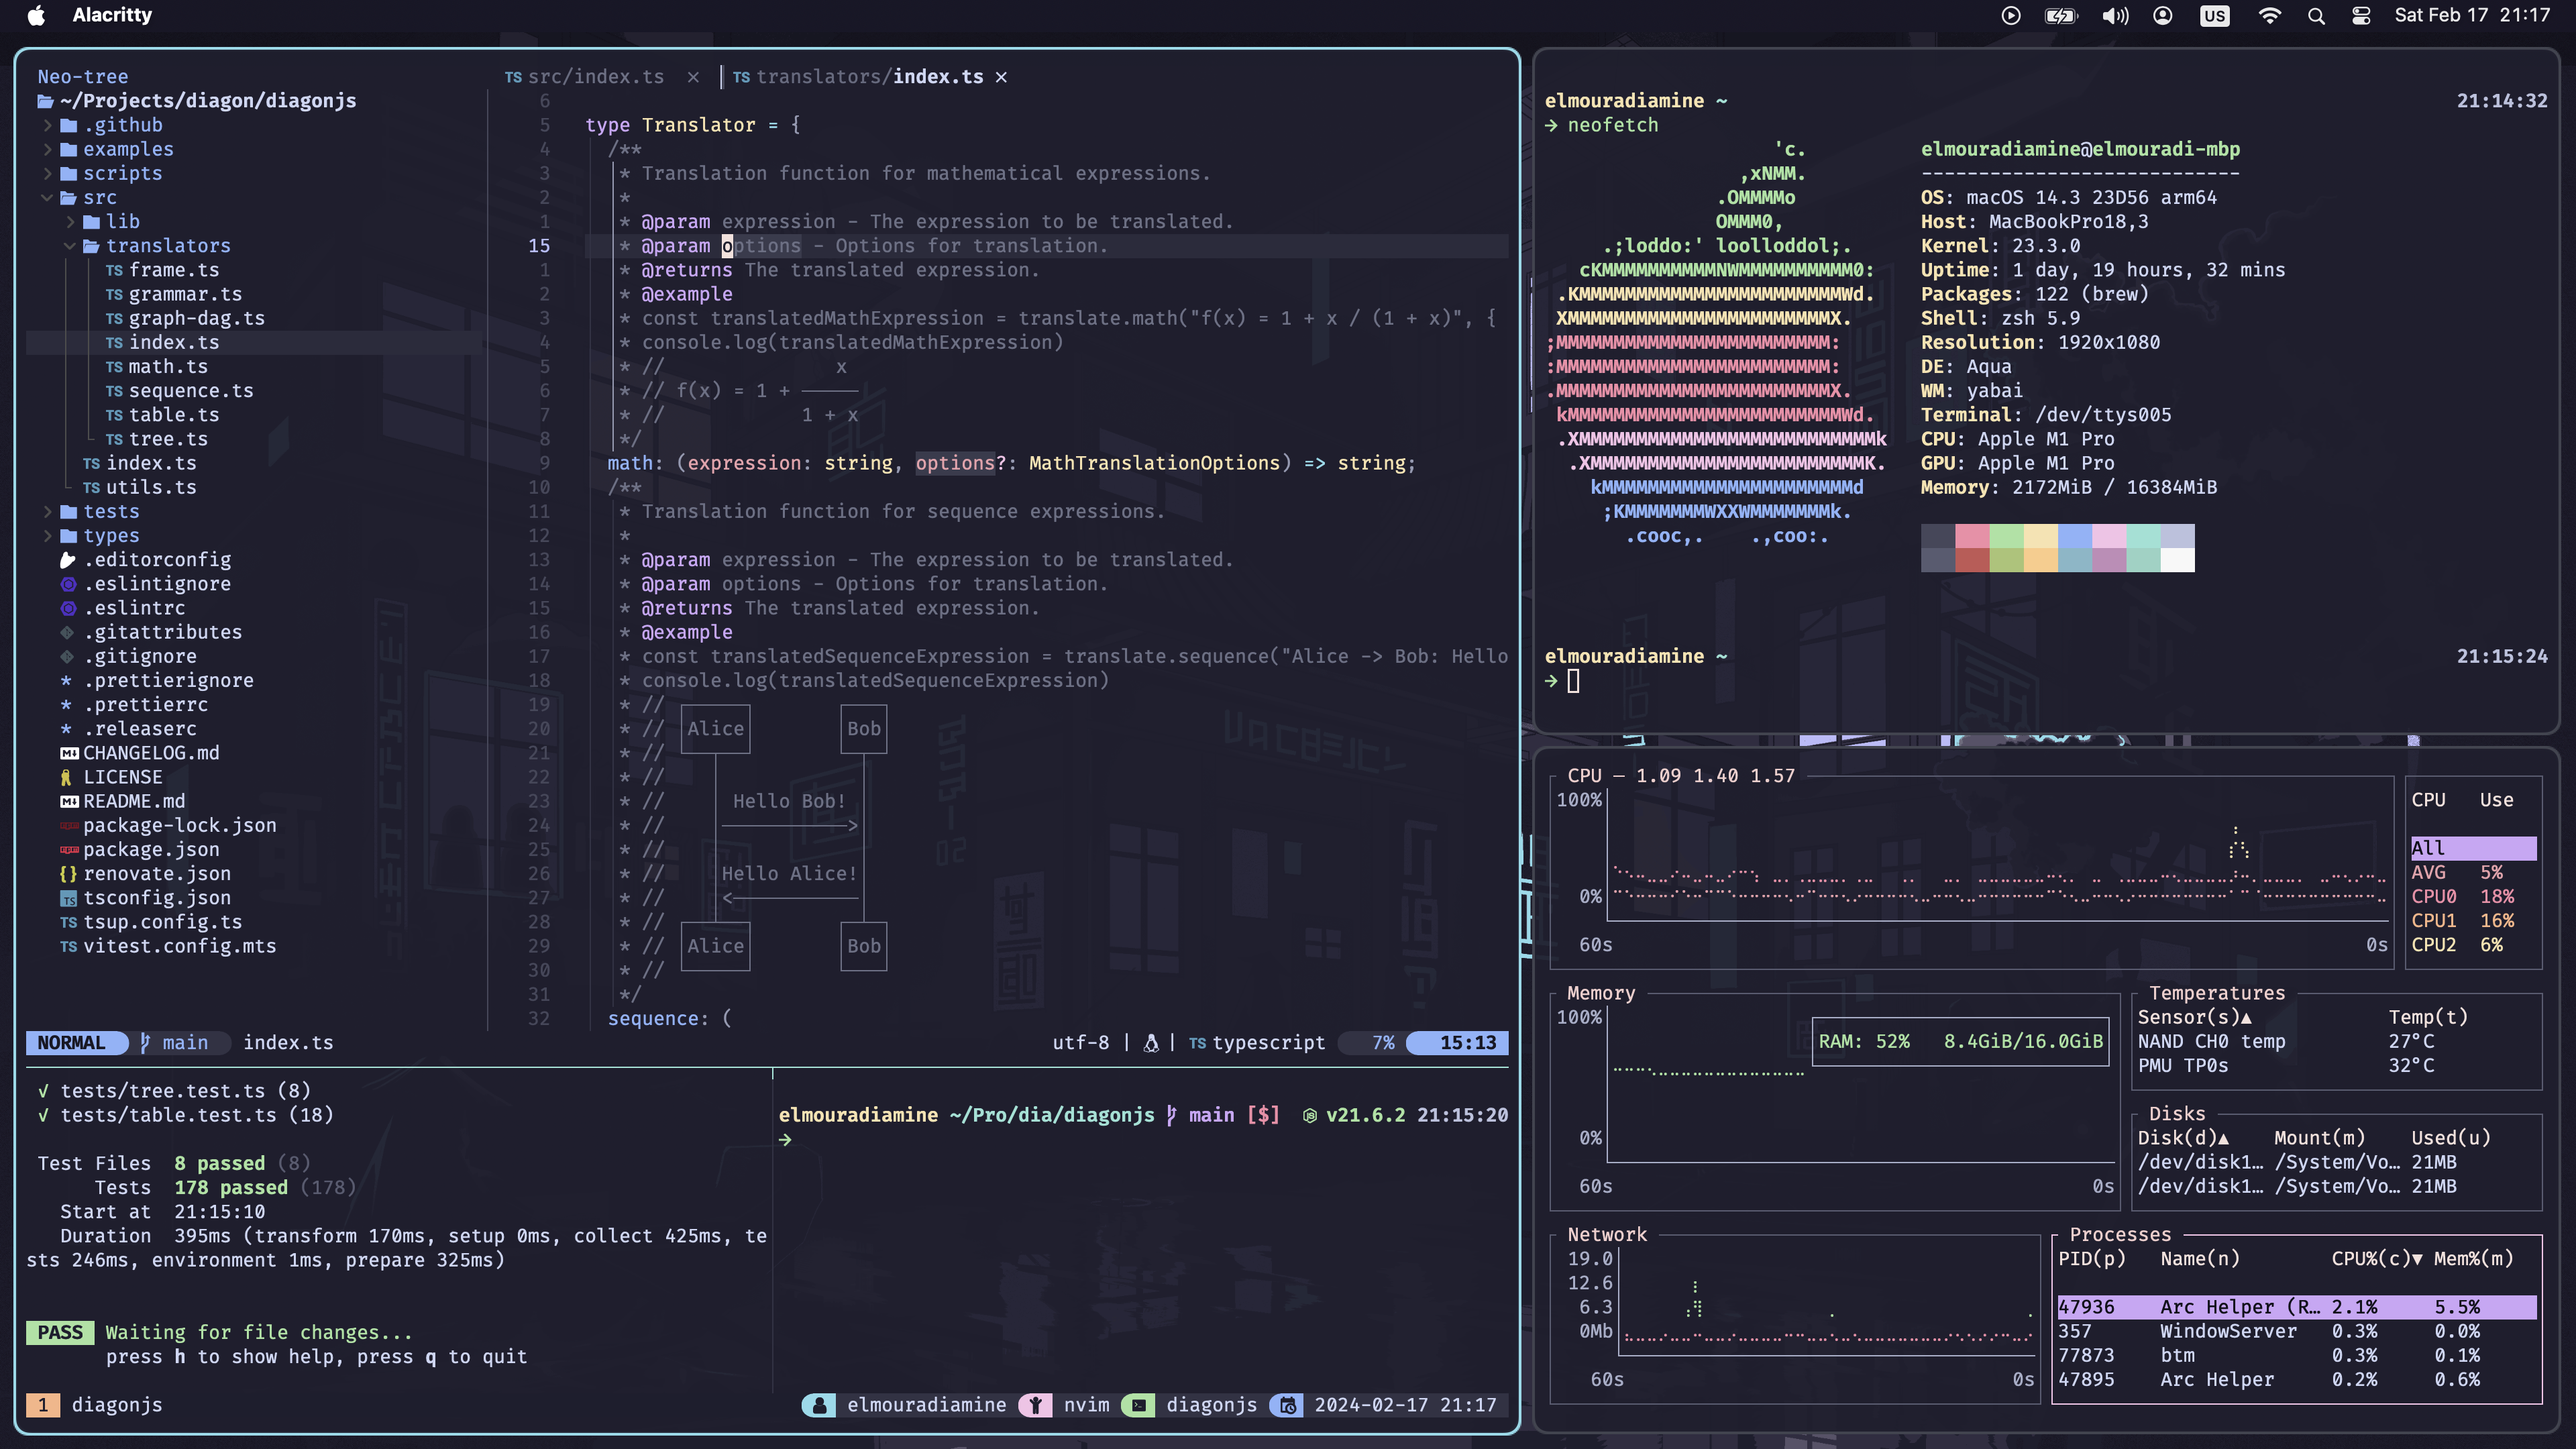 Alacritty
US
Sat Feb 17 21:17
Neo-tree
~/Projects/diagon/diagonjs
.github
examples
scripts
src
lib
translators
TS frame.ts
TS grammar.ts
TS graph-dag.ts
TS index.ts
TS math.ts
TS sequence.ts
TS table.ts
TS tree.ts
TS index.ts
TS utils.ts
tests
types
.editorconfig
.eslintignore
.eslintrc
.gitattributes
.gitignore
* .prettierignore
* .prettierrc
* .releaserc
CHANGELOG.md
LICENSE
README.md
package-lock.json
package.json
{} renovate.json
TS tsconfig.json
TS tsup.config.ts
TS vitest.config.mts
TS src/index.ts × TS translators/index.ts ×
6
5 type Translator = {
4 /**
3 * Translation function for mathematical expressions.
2 *
1 * @param expression - The expression to be translated.
15 * @param options - Options for translation.
1 * @returns The translated expression.
2 * @example
3 * const translatedMathExpression = translate.math("f(x) = 1 + x / (1 + x)", {
4 * console.log(translatedMathExpression)
5 * // x
6 * // f(x) = 1 + ─────
7 * // 1 + x
8 */
9 math: (expression: string, options?: MathTranslationOptions) => string;
10 /**
11 * Translation function for sequence expressions.
12 *
13 * @param expression - The expression to be translated.
14 * @param options - Options for translation.
15 * @returns The translated expression.
16 * @example
17 * const translatedSequenceExpression = translate.sequence("Alice -> Bob: Hello
18 * console.log(translatedSequenceExpression)
19 * //
20 * // Alice Bob
21 * //
22 * //
23 * // Hello Bob!
24 * //
25 * //
26 * // Hello Alice!
27 * //
28 * //
29 * // Alice Bob
30 * //
31 */
32 sequence: (
NORMAL main index.ts
utf-8 | | TS typescript 7% 15:13
√ tests/tree.test.ts (8)
√ tests/table.test.ts (18)
Test Files 8 passed (8)
Tests 178 passed (178)
Start at 21:15:10
Duration 395ms (transform 170ms, setup 0ms, collect 425ms, te
sts 246ms, environment 1ms, prepare 325ms)
PASS Waiting for file changes...
press h to show help, press q to quit
elmouradiamine ~/Pro/dia/diagonjs main [$] v21.6.2 21:15:20
→
1 diagonjs
elmouradiamine nvim diagonjs 2024-02-17 21:17
elmouradiamine ~ 21:14:32
→ neofetch
'c.
,xNMM.
.OMMMMo
OMMM0,
.;loddo:' loolloddol;.
cKMMMMMMMMMMNWMMMMMMMMMM0:
.KMMMMMMMMMMMMMMMMMMMMMMMWd.
XMMMMMMMMMMMMMMMMMMMMMMMX.
;MMMMMMMMMMMMMMMMMMMMMMMM:
:MMMMMMMMMMMMMMMMMMMMMMMM:
.MMMMMMMMMMMMMMMMMMMMMMMMX.
kMMMMMMMMMMMMMMMMMMMMMMMMWd.
.XMMMMMMMMMMMMMMMMMMMMMMMMMMk
.XMMMMMMMMMMMMMMMMMMMMMMMMK.
kMMMMMMMMMMMMMMMMMMMMMMd
;KMMMMMMMWXXWMMMMMMMk.
.cooc,. .,coo:.
elmouradiamine@elmouradi-mbp
----------------------------
OS: macOS 14.3 23D56 arm64
Host: MacBookPro18,3
Kernel: 23.3.0
Uptime: 1 day, 19 hours, 32 mins
Packages: 122 (brew)
Shell: zsh 5.9
Resolution: 1920x1080
DE: Aqua
WM: yabai
Terminal: /dev/ttys005
CPU: Apple M1 Pro
GPU: Apple M1 Pro
Memory: 2172MiB / 16384MiB
elmouradiamine ~ 21:15:24
→
CPU — 1.09 1.40 1.57
100%
0%
60s 0s
CPU Use
All
AVG 5%
CPU0 18%
CPU1 16%
CPU2 6%
Memory
100%
RAM: 52% 8.4GiB/16.0GiB
0%
60s 0s
Temperatures
Sensor(s)▲ Temp(t)
NAND CH0 temp 27°C
PMU TP0s 32°C
Disks
Disk(d)▲ Mount(m) Used(u)
/dev/disk1… /System/Vo… 21MB
/dev/disk1… /System/Vo… 21MB
Network
19.0
12.6
6.3
0Mb
60s 0s
Processes
PID(p) Name(n) CPU%(c)▼ Mem%(m)
47936 Arc Helper (R… 2.1% 5.5%
357 WindowServer 0.3% 0.0%
77873 btm 0.3% 0.1%
47895 Arc Helper 0.2% 0.6%